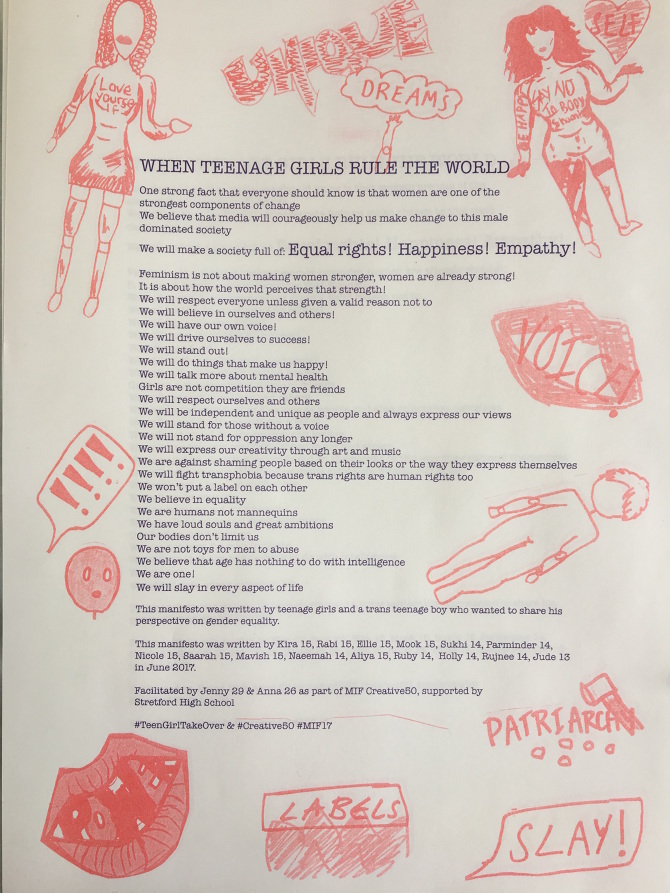 UNIQUE
SELF
DREAMS
Love
yourse
lf
SAY NO
TO BODY
Shaming
BE HAPPY
WHEN TEENAGE GIRLS RULE THE WORLD
One strong fact that everyone should know is that women are one of the
strongest components of change
We believe that media will courageously help us make change to this male
dominated society
We will make a society full of: Equal rights! Happiness! Empathy!
Feminism is not about making women stronger, women are already strong!
It is about how the world perceives that strength!
We will respect everyone unless given a valid reason not to
We will believe in ourselves and others!
We will have our own voice!
We will drive ourselves to success!
We will stand out!
We will do things that make us happy!
We will talk more about mental health
Girls are not competition they are friends
We will respect ourselves and others
We will be independent and unique as people and always express our views
We will stand for those without a voice
We will not stand for oppression any longer
We will express our creativity through art and music
We are against shaming people based on their looks or the way they express themselves
We will fight transphobia because trans rights are human rights too
We won't put a label on each other
We believe in equality
We are humans not mannequins
We have loud souls and great ambitions
Our bodies don't limit us
We are not toys for men to abuse
We believe that age has nothing to do with intelligence
We are one!
We will slay in every aspect of life
VOICE!
!!!!
This manifesto was written by teenage girls and a trans teenage boy who wanted to share his
perspective on gender equality.
This manifesto was written by Kira 15, Rabi 15, Ellie 15, Mook 15, Sukhi 14, Parminder 14,
Nicole 15, Saarah 15, Mavish 15, Naeemah 14, Aliya 15, Ruby 14, Holly 14, Rujnee 14, Jude 13
in June 2017.
Facilitated by Jenny 29 & Anna 26 as part of MIF Creative50, supported by
Stretford High School
#TeenGirlTakeOver & #Creative50 #MIF17
PATRIARCHY
LABELS
SLAY!